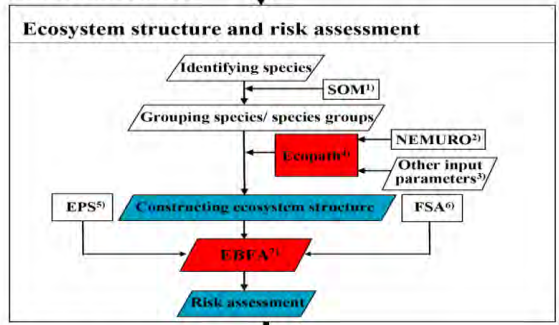 Ecosystem structure and risk assessment
Identifying species
SOM¹⁾
Grouping species/ species groups
Ecopath⁴⁾
NEMURO²⁾
Other input
parameters³⁾
EPS⁵⁾
Constructing ecosystem structure
FSA⁶⁾
EBFA⁷⁾
Risk assessment